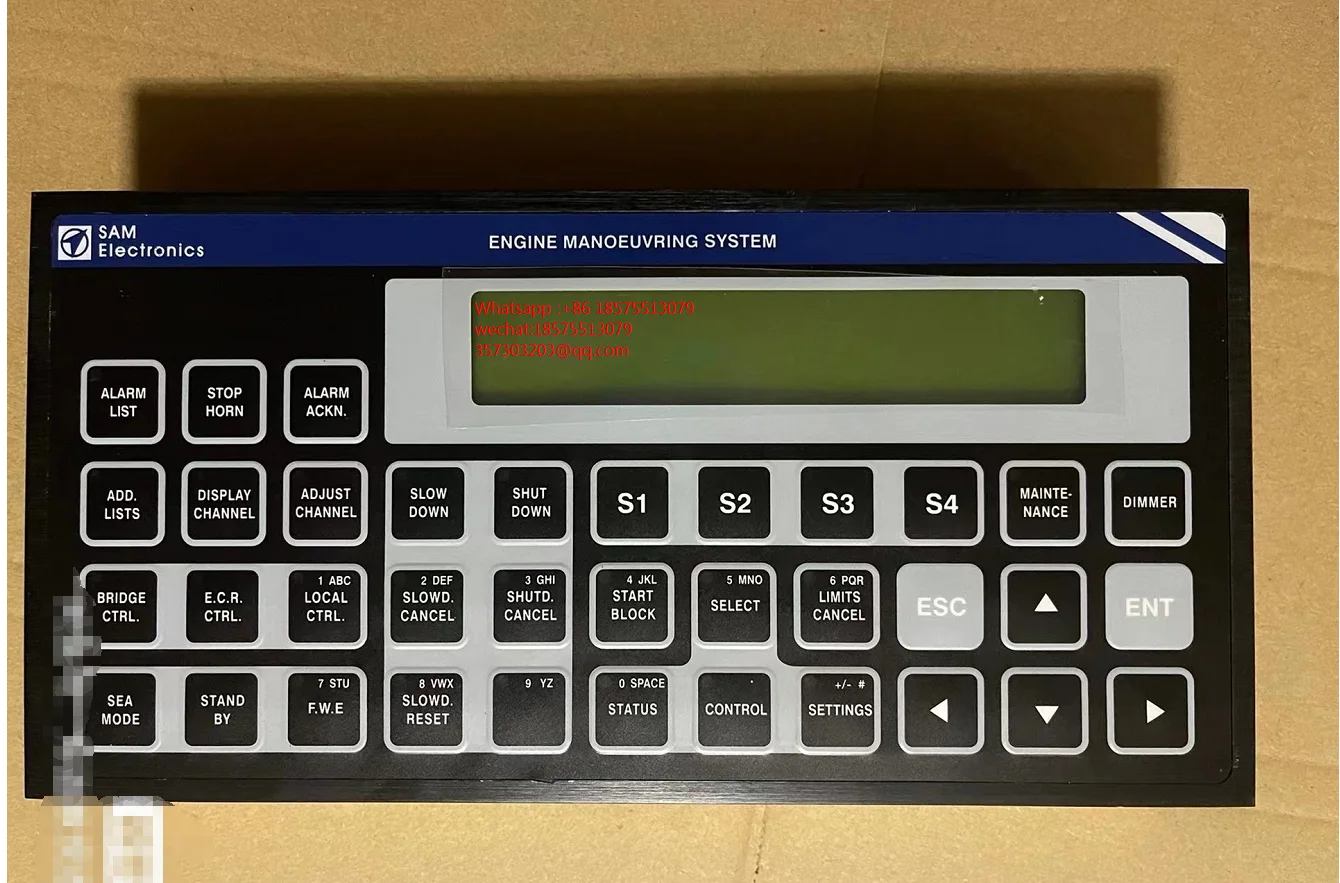 SAM
Electronics
ENGINE MANOEUVRING SYSTEM
Whatsapp :+86 18575513079
wechat:18575513079
357303203@qq.com
ALARM
LIST
STOP
HORN
ALARM
ACKN.
ADD.
LISTS
DISPLAY
CHANNEL
ADJUST
CHANNEL
SLOW
DOWN
SHUT
DOWN
S1
S2
S3
S4
MAINTE-
NANCE
DIMMER
BRIDGE
CTRL.
E.C.R.
CTRL.
1 ABC
LOCAL
CTRL.
2 DEF
SLOWD.
CANCEL
3 GHI
SHUTD.
CANCEL
4 JKL
START
BLOCK
5 MNO
SELECT
6 PQR
LIMITS
CANCEL
ESC
ENT
SEA
MODE
STAND
BY
7 STU
F.W.E
8 VWX
SLOWD.
RESET
9 YZ
0 SPACE
STATUS
.
CONTROL
+/- #
SETTINGS